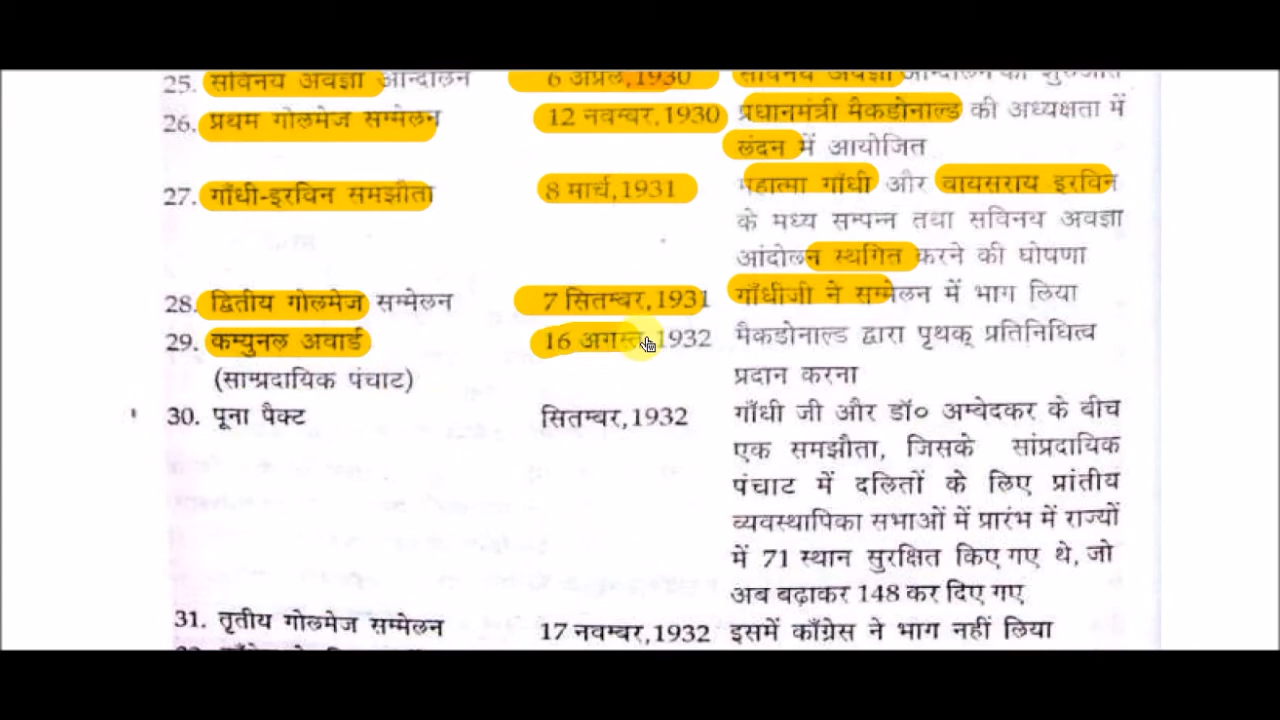 25. सविनय अवज्ञा आन्दोलन 6 अप्रैल,1930 सविनय अवज्ञा आन्दोलन की शुरुआत
26. प्रथम गोलमेज सम्मेलन 12 नवम्बर,1930 प्रधानमंत्री मैकडोनाल्ड की अध्यक्षता में
लंदन में आयोजित
27. गाँधी-इरविन समझौता 8 मार्च,1931 महात्मा गाँधी और वायसराय इरविन
के मध्य सम्पन्न तथा सविनय अवज्ञा
आंदोलन स्थगित करने की घोषणा
28. द्वितीय गोलमेज सम्मेलन 7 सितम्बर,1931 गाँधीजी ने सम्मेलन में भाग लिया
29. कम्युनल अवार्ड 16 अगस्त,1932 मैकडोनाल्ड द्वारा पृथक् प्रतिनिधित्व
(साम्प्रदायिक पंचाट) प्रदान करना
30. पूना पैक्ट सितम्बर,1932 गाँधी जी और डॉ० अम्बेदकर के बीच
एक समझौता, जिसके सांप्रदायिक
पंचाट में दलितों के लिए प्रांतीय
व्यवस्थापिका सभाओं में प्रारंभ में राज्यों
में 71 स्थान सुरक्षित किए गए थे, जो
अब बढ़ाकर 148 कर दिए गए
31. तृतीय गोलमेज सम्मेलन 17 नवम्बर,1932 इसमें काँग्रेस ने भाग नहीं लिया